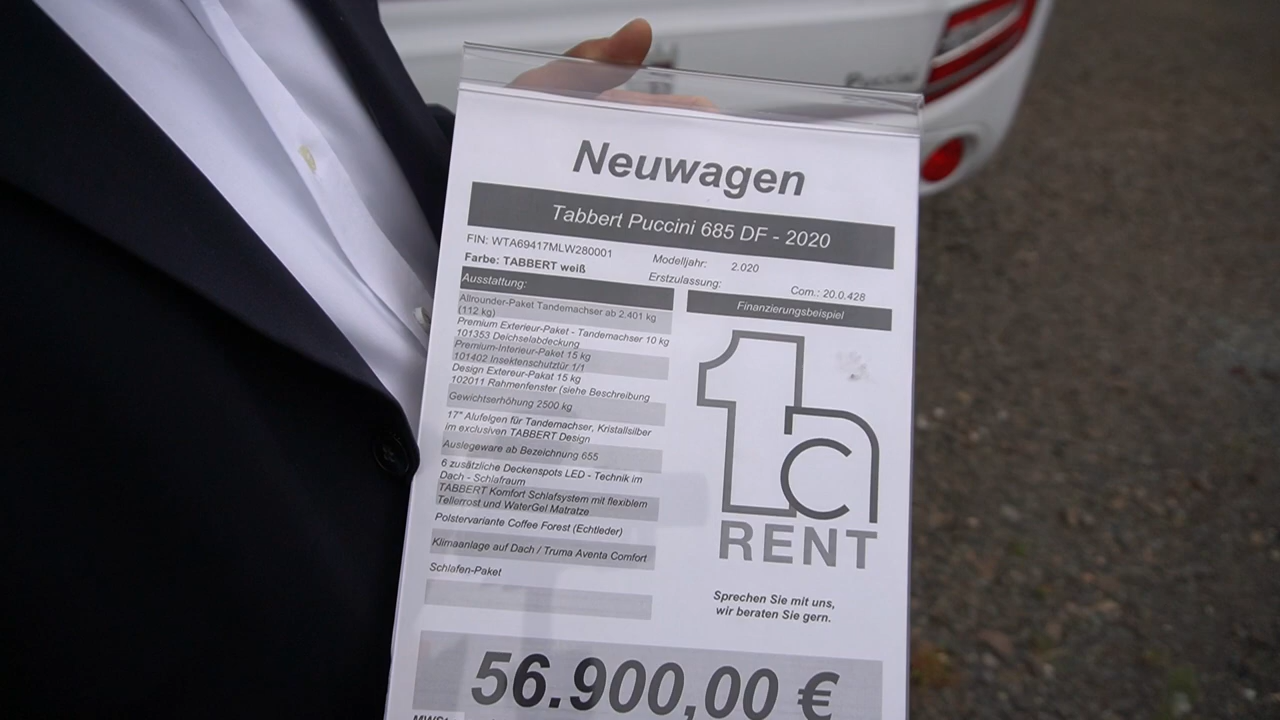 Puccini
Neuwagen
Tabbert Puccini 685 DF - 2020
FIN: WTA69417MLW280001
Modelljahr: 2.020
Farbe: TABBERT weiß
Erstzulassung:
Com.: 20.0.428
Ausstattung:
Allrounder-Paket Tandemachser ab 2.401 kg
(112 kg)
Premium Exterieur-Paket - Tandemachser 10 kg
101353 Deichselabdeckung
Premium-Interieur-Paket 15 kg
101402 Insektenschutztür 1/1
Design Extereur-Pakat 15 kg
102011 Rahmenfenster (siehe Beschreibung
Gewichtserhöhung 2500 kg
17" Alufelgen für Tandemachser, Kristallsilber
im exclusiven TABBERT Design
Auslegeware ab Bezeichnung 655
6 zusätzliche Deckenspots LED - Technik im
Dach - Schlafraum
TABBERT Komfort Schlafsystem mit flexiblem
Tellerrost und WaterGel Matratze
Polstervariante Coffee Forest (Echtleder)
Klimaanlage auf Dach / Truma Aventa Comfort
Schlafen-Paket
Finanzierungsbeispiel
1a
c
RENT
Sprechen Sie mit uns,
wir beraten Sie gern.
56.900,00 €